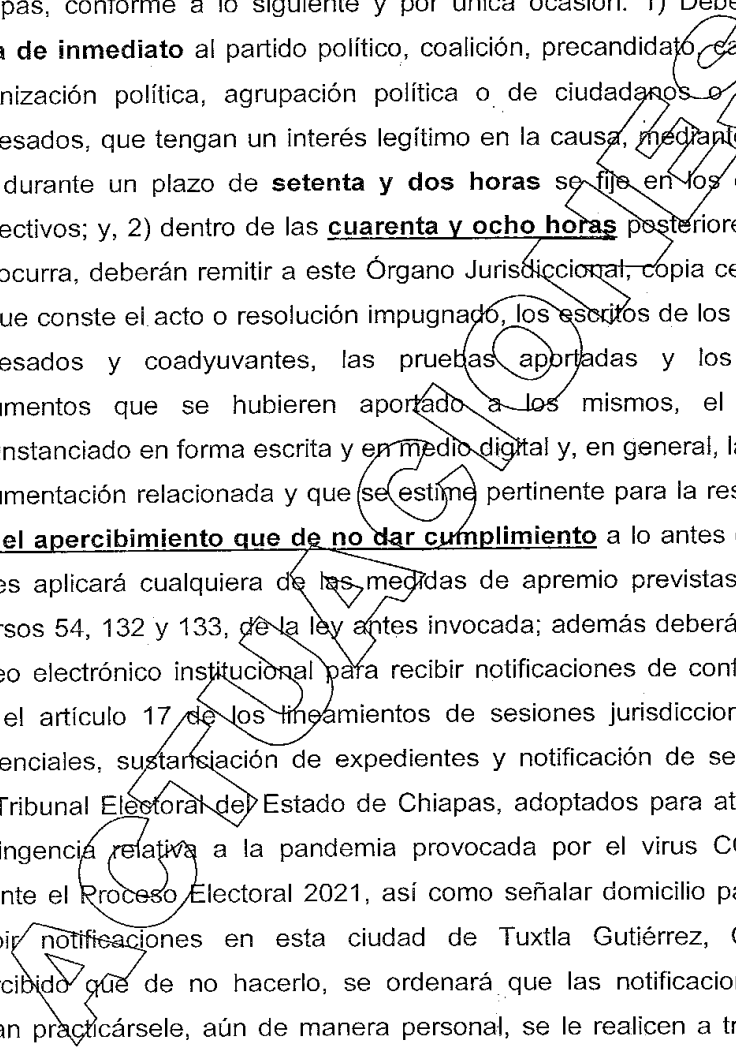 pas, conforme a lo siguiente y por única ocasión: 1) Debe
a de inmediato al partido político, coalición, precandidato, ca
nización política, agrupación política o de ciudadanos o
esados, que tengan un interés legítimo en la causa, mediant
durante un plazo de setenta y dos horas se fije en los
ectivos; y, 2) dentro de las cuarenta y ocho horas posteriore
ocurra, deberán remitir a este Órgano Jurisdiccional, copia ce
ue conste el acto o resolución impugnado, los escritos de los
esados y coadyuvantes, las pruebas aportadas y los
umentos que se hubieren aportado a los mismos, el
unstanciado en forma escrita y en medio digital y, en general, la
umentación relacionada y que se estime pertinente para la res
el apercibimiento que de no dar cumplimiento a lo antes
es aplicará cualquiera de las medidas de apremio previstas
rsos 54, 132 y 133, de la ley antes invocada; además deberá
eo electrónico institucional para recibir notificaciones de conf
el artículo 17 de los lineamientos de sesiones jurisdiccion
enciales, sustanciación de expedientes y notificación de se
Tribunal Electoral del Estado de Chiapas, adoptados para at
ingencia relativa a la pandemia provocada por el virus CO
nte el Proceso Electoral 2021, así como señalar domicilio pa
bir notificaciones en esta ciudad de Tuxtla Gutiérrez, C
rcibido que de no hacerlo, se ordenará que las notificacion
an practicársele, aún de manera personal, se le realicen a tr
ACTUACIONES